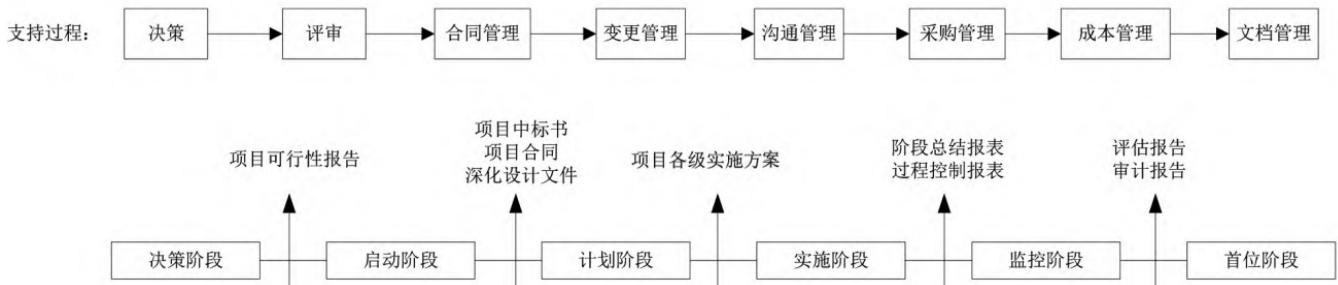 支持过程： 决策 评审 合同管理 变更管理 沟通管理 采购管理 成本管理 文档管理
项目可行性报告
项目中标书
项目合同
深化设计文件
项目各级实施方案
阶段总结报表
过程控制报表
评估报告
审计报告
决策阶段 启动阶段 计划阶段 实施阶段 监控阶段 首位阶段